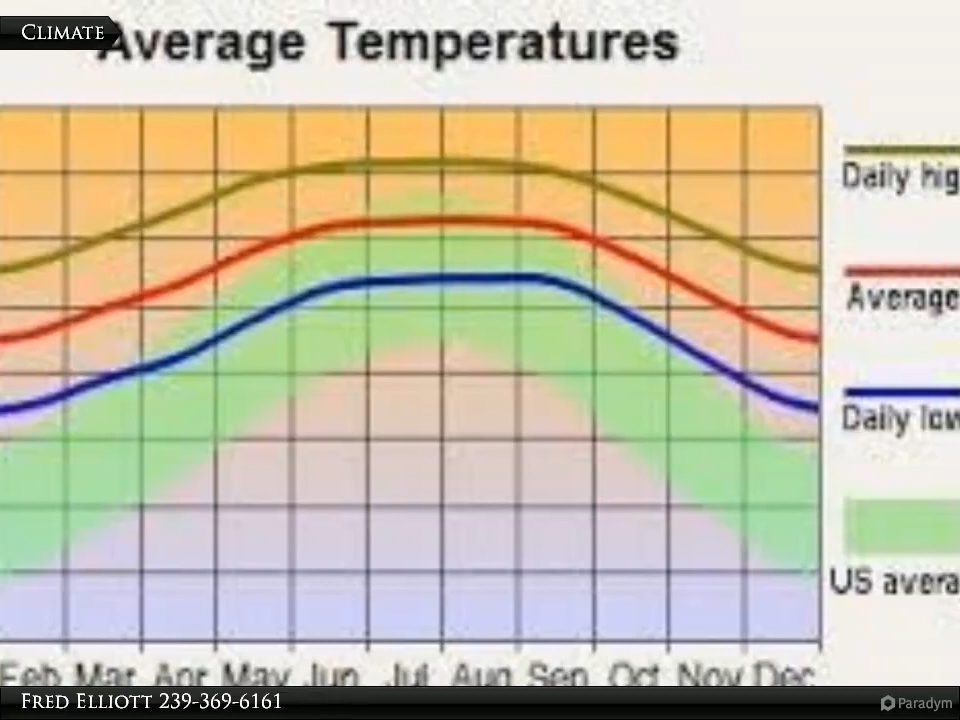 CLIMATE
Average Temperatures
Daily hig
Average
Daily low
US avera
Feb Mar Apr May Jun Jul Aug Sep Oct Nov Dec
FRED ELLIOTT 239-369-6161
Paradym